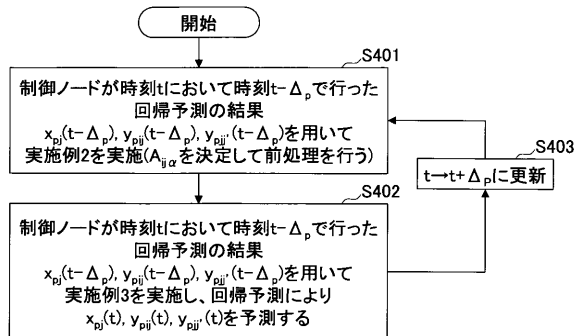 開始
S401
制御ノードが時刻tにおいて時刻t-Δpで行った
回帰予測の結果
xpj(t-Δp), ypij(t-Δp), ypjj'(t-Δp)を用いて
実施例2を実施(Aijαを決定して前処理を行う)
S403
t→t+ΔPに更新
S402
制御ノードが時刻tにおいて時刻t-Δpで行った
回帰予測の結果
xpj(t-Δp), ypij(t-Δp), ypjj'(t-Δp)を用いて
実施例3を実施し、回帰予測により
xpj(t), ypij(t), ypjj'(t)を予測する